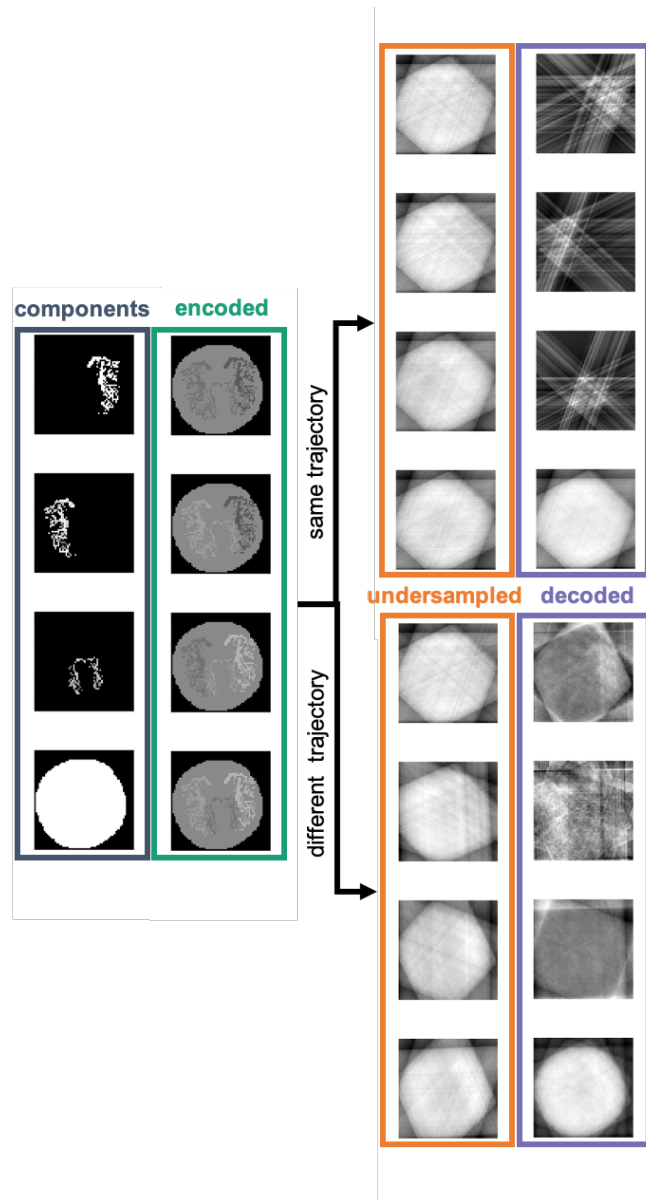 components
encoded
same trajectory
different trajectory
undersampled
decoded